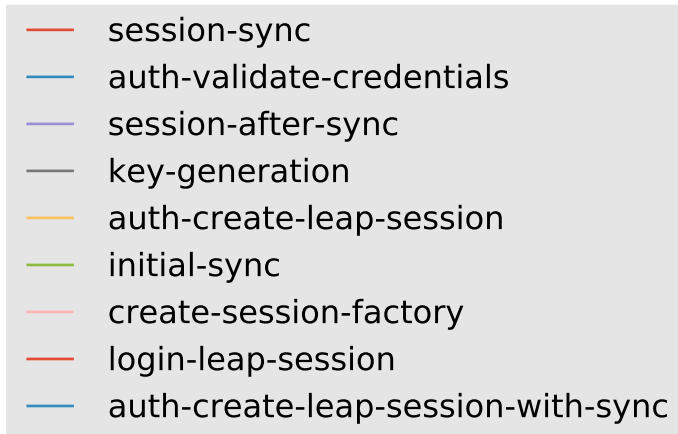 session-sync
auth-validate-credentials
session-after-sync
key-generation
auth-create-leap-session
initial-sync
create-session-factory
login-leap-session
auth-create-leap-session-with-sync